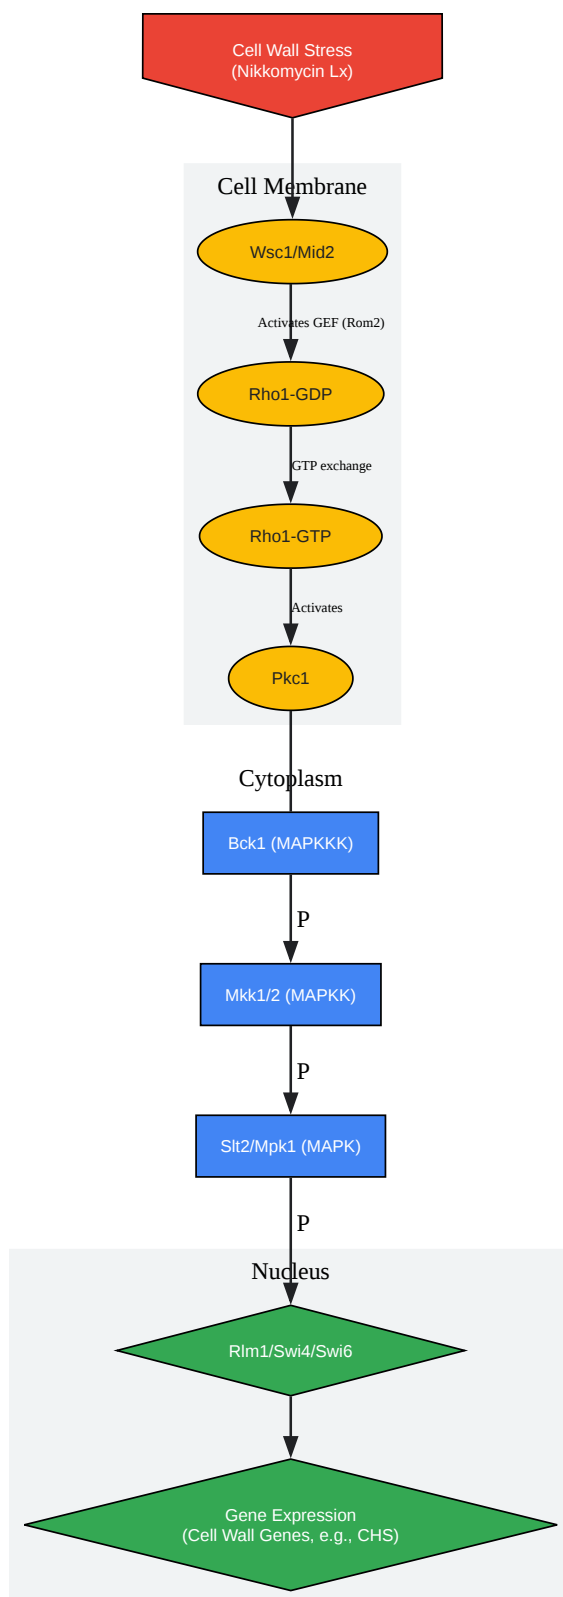 Cell Wall Stress
(Nikkomycin Lx)
Cell Membrane
Wsc1/Mid2
Activates GEF (Rom2)
Rho1-GDP
GTP exchange
Rho1-GTP
Activates
Pkc1
Cytoplasm
Bck1 (MAPKKK)
P
Mkk1/2 (MAPKK)
P
Slt2/Mpk1 (MAPK)
P
Nucleus
Rlm1/Swi4/Swi6
Gene Expression
(Cell Wall Genes, e.g., CHS)